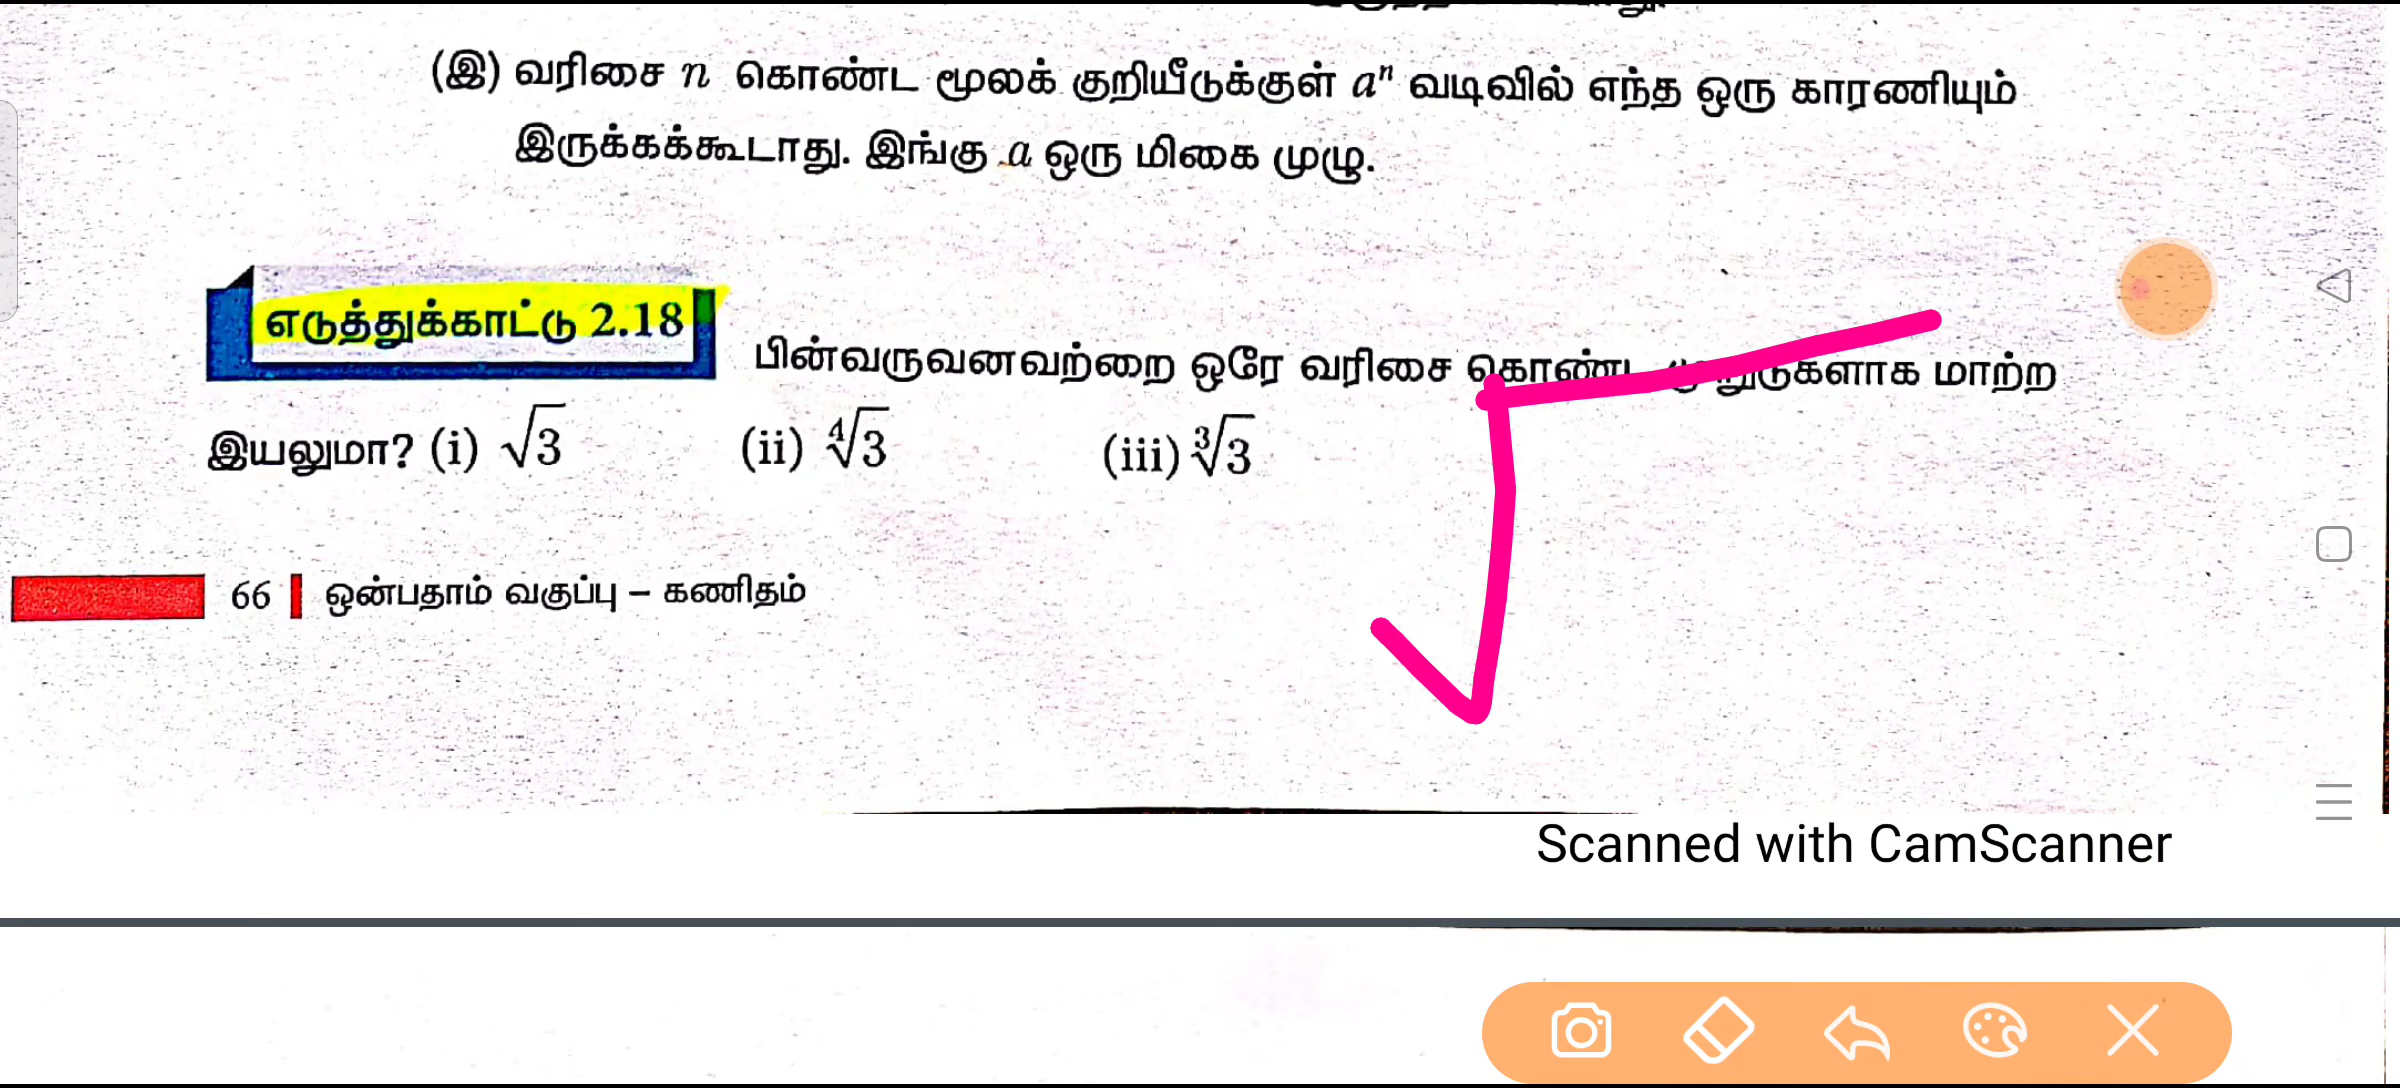 (இ) வரிசை n கொண்ட மூலக் குறியீடுக்குள் aⁿ வடிவில் எந்த ஒரு காரணியும்
இருக்கக்கூடாது. இங்கு a ஒரு மிகை முழு.
எடுத்துக்காட்டு 2.18
பின்வருவனவற்றை ஒரே வரிசை மாற்ற
இயலுமா? (i) √3 (ii) ∜3 (iii) ∛3
66 ஒன்பதாம் வகுப்பு – கணிதம்
Scanned with CamScanner